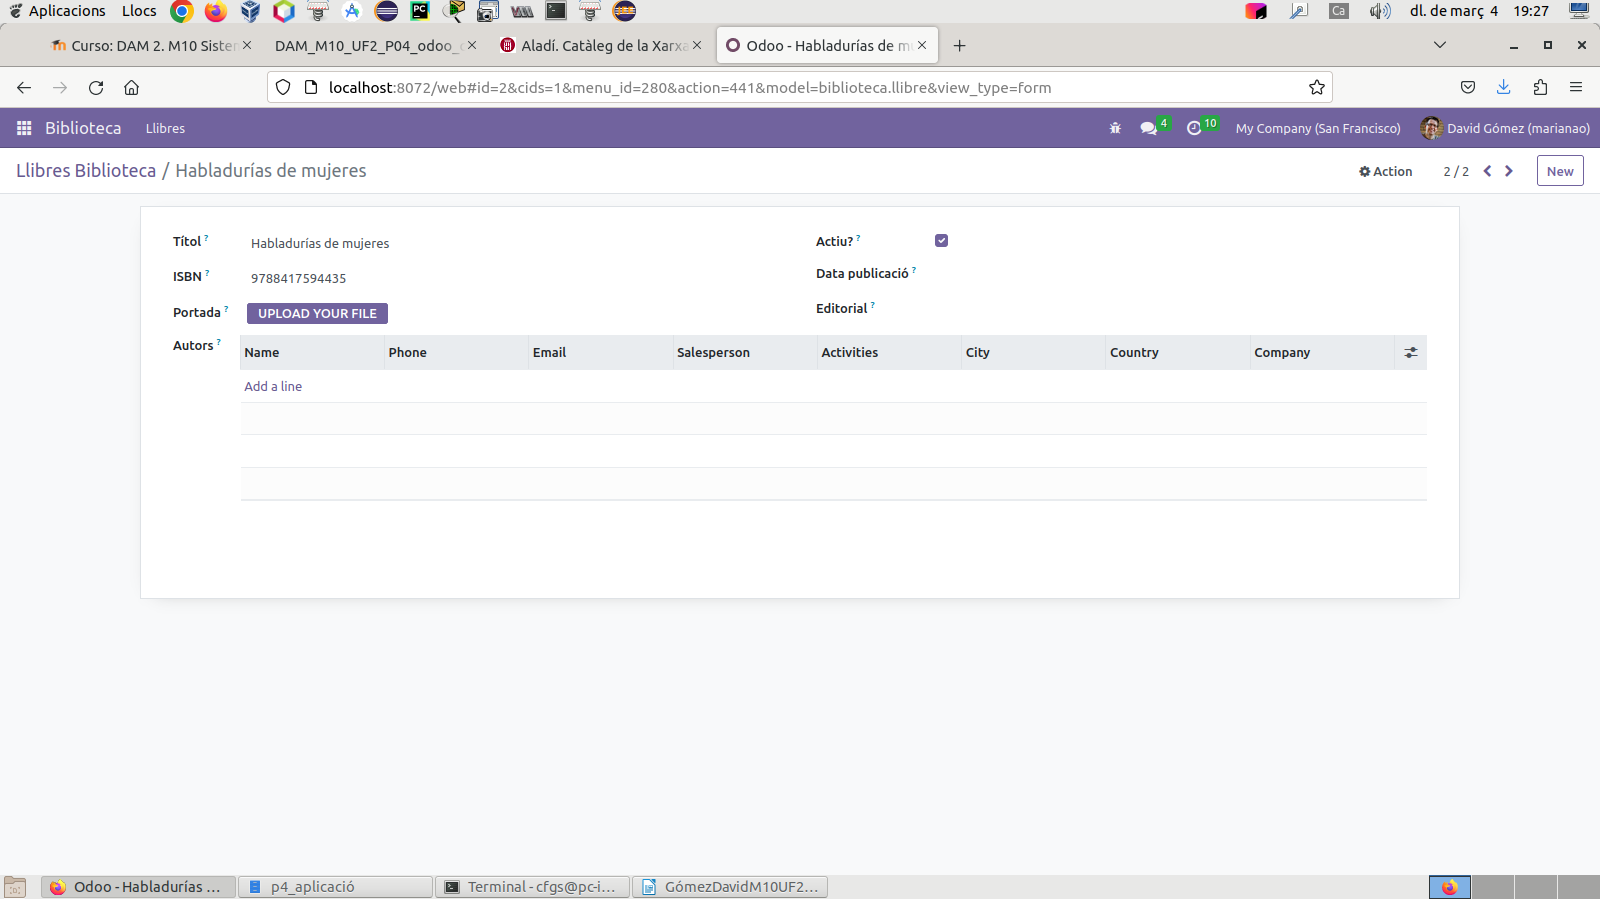 Aplicacions Llocs Ca dl. de març 4 19:27
Curso: DAM 2. M10 Sister DAM_M10_UF2_P04_odoo_ Aladí. Catàleg de la Xarxa Odoo - Habladurías de m
localhost:8072/web#id=2&cids=1&menu_id=280&action=441&model=biblioteca.llibre&view_type=form
Biblioteca Llibres 4 10 My Company (San Francisco) David Gómez (marianao)
Llibres Biblioteca / Habladurías de mujeres Action 2 / 2 New
Títol ? Habladurías de mujeres Actiu? ?
ISBN ? 9788417594435 Data publicació ?
Portada ? UPLOAD YOUR FILE Editorial ?
Autors ? Name Phone Email Salesperson Activities City Country Company
Add a line
Odoo - Habladurías ... p4_aplicació Terminal - cfgs@pc-i... GómezDavidM10UF2...